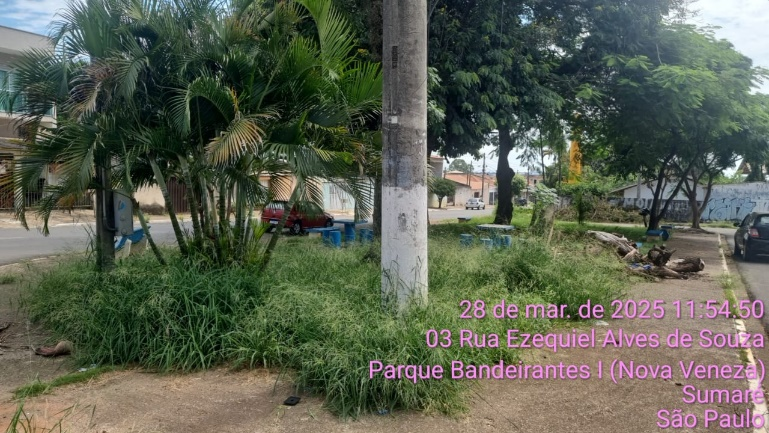 28 de mar. de 2025 11:54:50
03 Rua Ezequiel Alves de Souza
Parque Bandeirantes I (Nova Veneza)
Sumaré
São Paulo